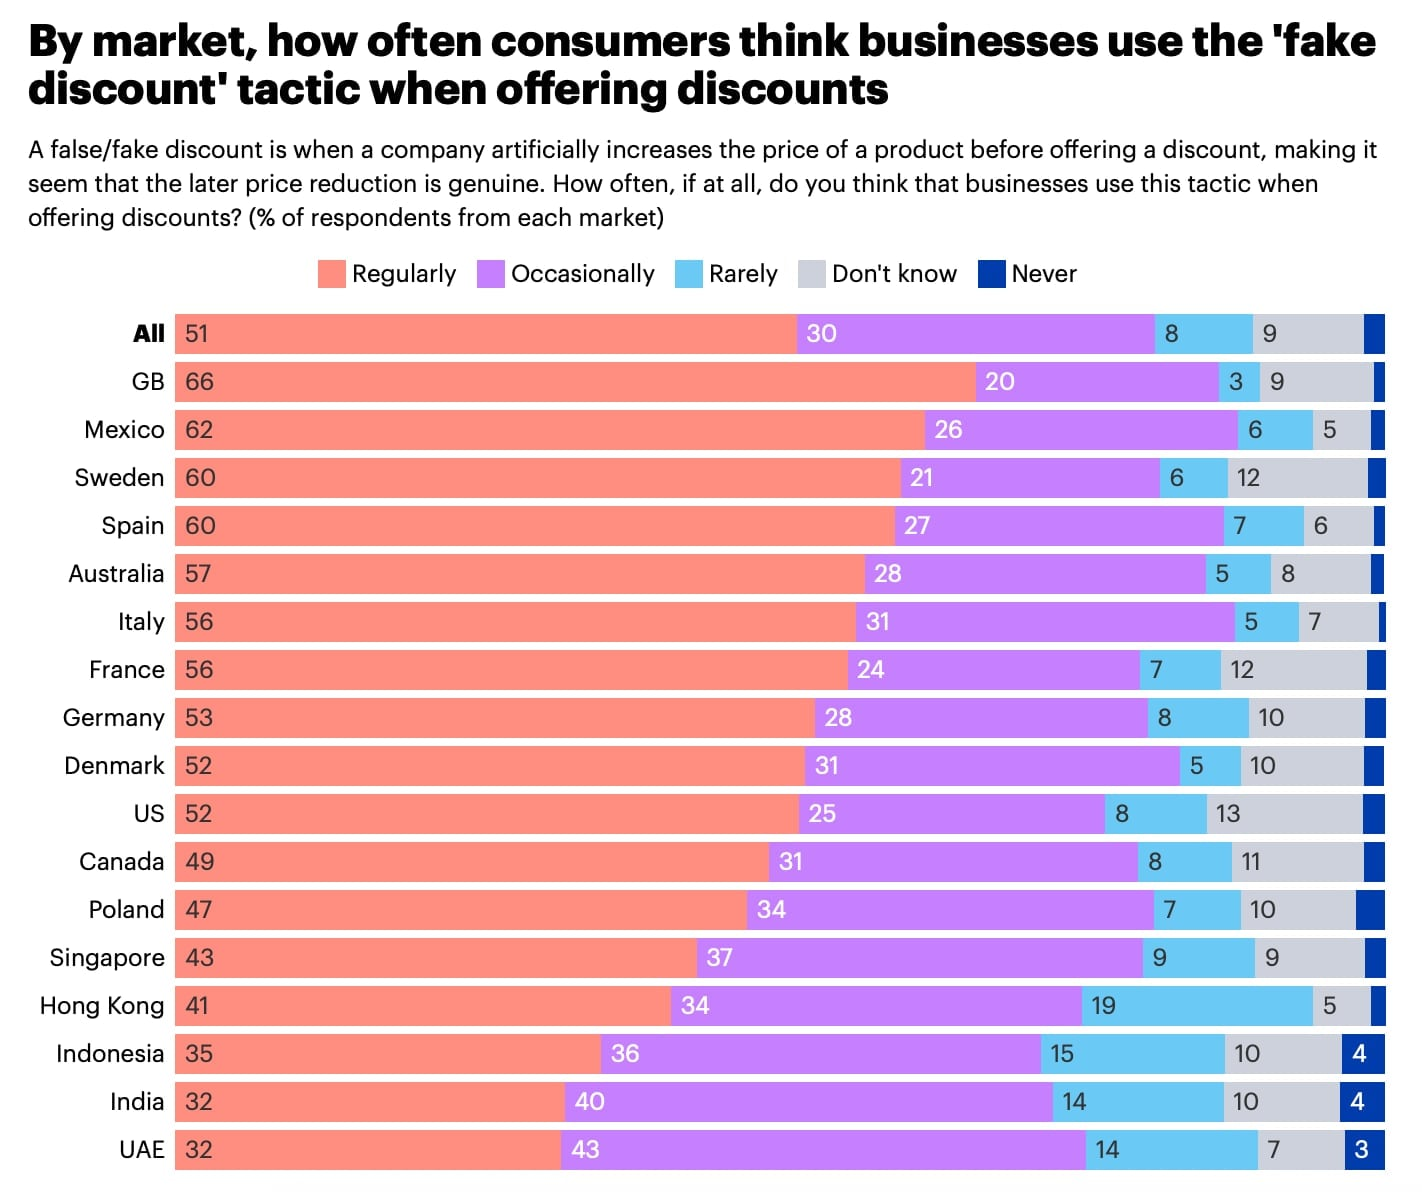 By market, how often consumers think businesses use the 'fake
discount' tactic when offering discounts
A false/fake discount is when a company artificially increases the price of a product before offering a discount, making it
seem that the later price reduction is genuine. How often, if at all, do you think that businesses use this tactic when
offering discounts? (% of respondents from each market)
Regularly Occasionally Rarely Don't know Never
All 51 30 8 9
GB 66 20 3 9
Mexico 62 26 6 5
Sweden 60 21 6 12
Spain 60 27 7 6
Australia 57 28 5 8
Italy 56 31 5 7
France 56 24 7 12
Germany 53 28 8 10
Denmark 52 31 5 10
US 52 25 8 13
Canada 49 31 8 11
Poland 47 34 7 10
Singapore 43 37 9 9
Hong Kong 41 34 19 5
Indonesia 35 36 15 10 4
India 32 40 14 10 4
UAE 32 43 14 7 3